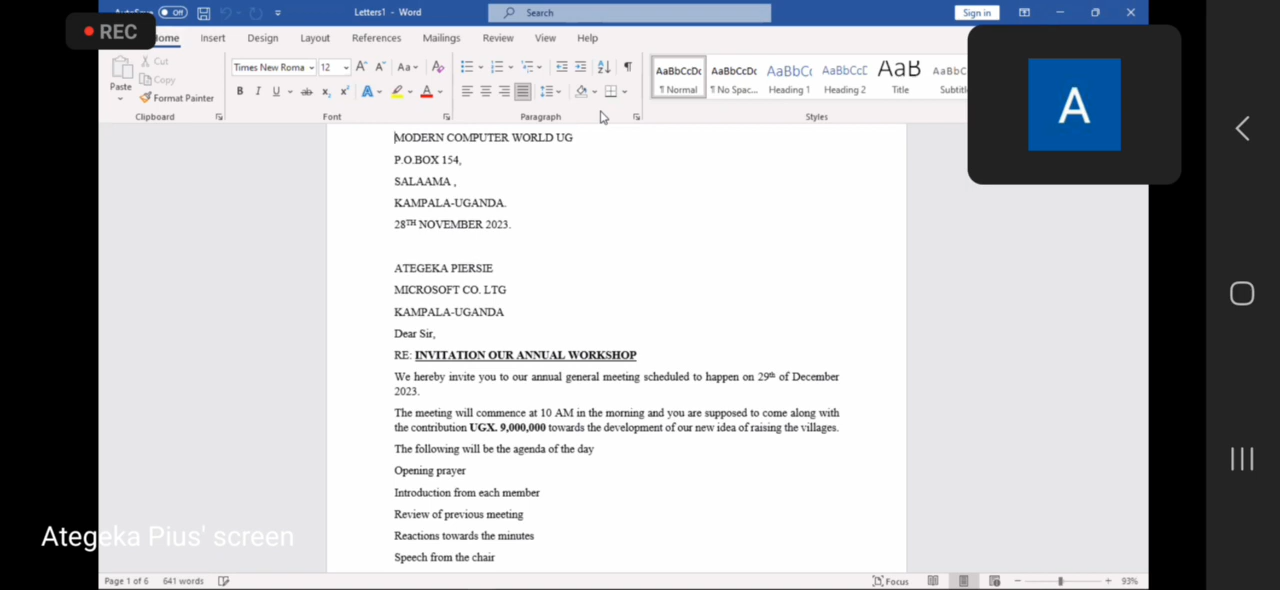 REC
Off
Letters1 - Word
Search
Sign in
Home
Insert
Design
Layout
References
Mailings
Review
View
Help
Paste
Cut
Copy
Format Painter
Clipboard
Times New Roma
12
Font
Paragraph
AaBbCcDc
¶ Normal
AaBbCcDc
¶ No Spac...
AaBbCc
Heading 1
AaBbCcD
Heading 2
AaB
Title
AaBbC
Subtitle
Styles
A
MODERN COMPUTER WORLD UG
P.O.BOX 154,
SALAAMA ,
KAMPALA-UGANDA.
28TH NOVEMBER 2023.
ATEGEKA PIERSIE
MICROSOFT CO. LTG
KAMPALA-UGANDA
Dear Sir,
RE: INVITATION OUR ANNUAL WORKSHOP
We hereby invite you to our annual general meeting scheduled to happen on 29th of December
2023.
The meeting will commence at 10 AM in the morning and you are supposed to come along with
the contribution UGX. 9,000,000 towards the development of our new idea of raising the villages.
The following will be the agenda of the day
Opening prayer
Introduction from each member
Review of previous meeting
Reactions towards the minutes
Speech from the chair
Ategeka Pius' screen
Page 1 of 6
641 words
Focus
93%